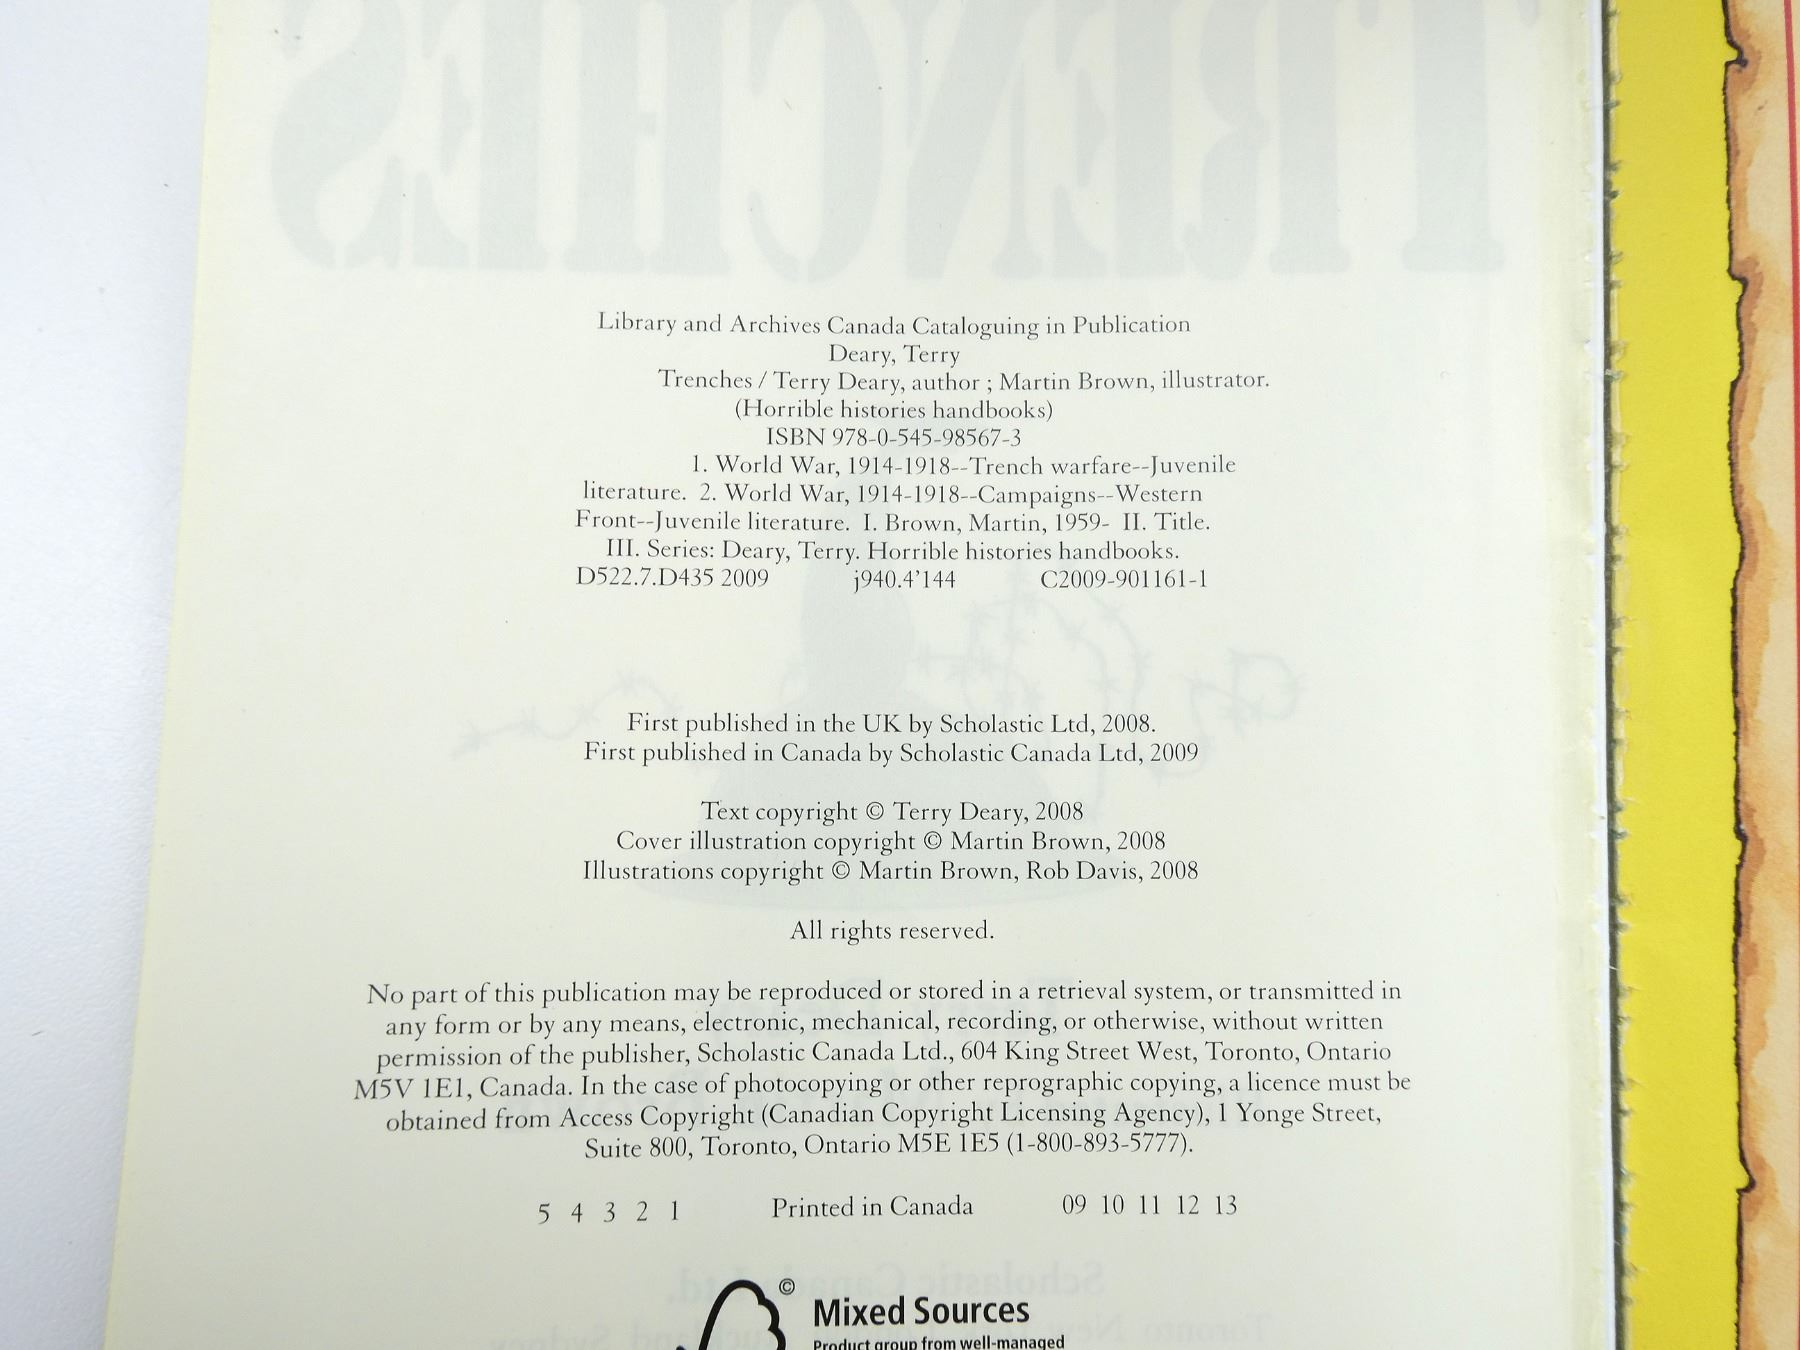 TRENCHES
Library and Archives Canada Cataloguing in Publication
Deary, Terry
Trenches / Terry Deary, author ; Martin Brown, illustrator.
(Horrible histories handbooks)
ISBN 978-0-545-98567-3
1. World War, 1914-1918--Trench warfare--Juvenile
literature. 2. World War, 1914-1918--Campaigns--Western
Front--Juvenile literature. I. Brown, Martin, 1959- II. Title.
III. Series: Deary, Terry. Horrible histories handbooks.
D522.7.D435 2009 j940.4'144 C2009-901161-1
First published in the UK by Scholastic Ltd, 2008.
First published in Canada by Scholastic Canada Ltd, 2009
Text copyright © Terry Deary, 2008
Cover illustration copyright © Martin Brown, 2008
Illustrations copyright © Martin Brown, Rob Davis, 2008
All rights reserved.
No part of this publication may be reproduced or stored in a retrieval system, or transmitted in
any form or by any means, electronic, mechanical, recording, or otherwise, without written
permission of the publisher, Scholastic Canada Ltd., 604 King Street West, Toronto, Ontario
M5V 1E1, Canada. In the case of photocopying or other reprographic copying, a licence must be
obtained from Access Copyright (Canadian Copyright Licensing Agency), 1 Yonge Street,
Suite 800, Toronto, Ontario M5E 1E5 (1-800-893-5777).
5 4 3 2 1 Printed in Canada 09 10 11 12 13
Scholastic Canada Ltd.
©
Mixed Sources
Product group from well-managed